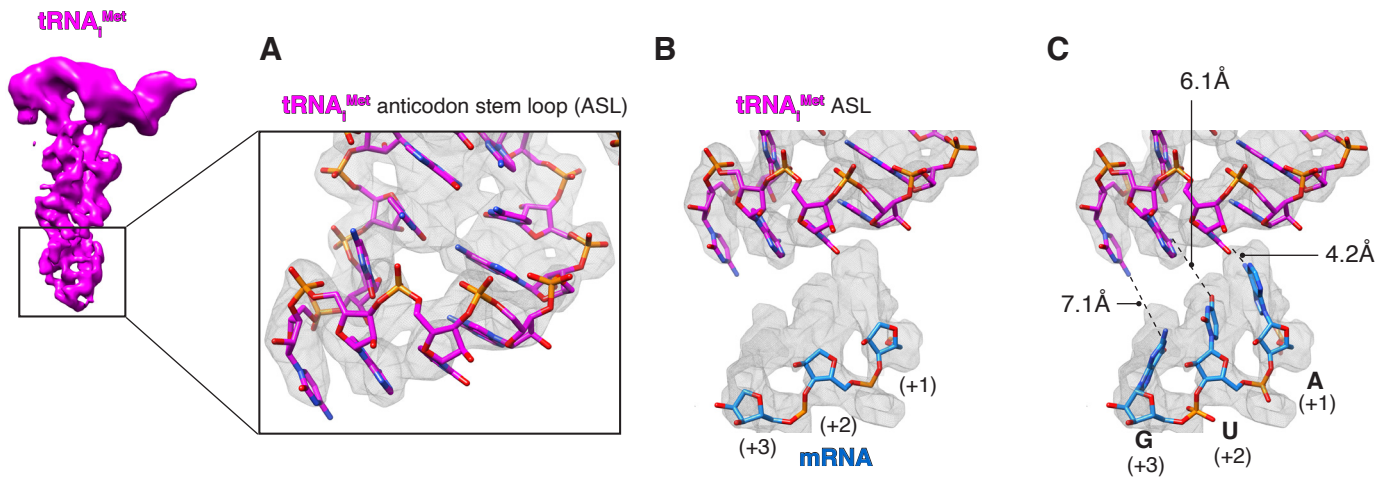 tRNAiMet
A
tRNAiMet anticodon stem loop (ASL)
B
tRNAiMet ASL
(+1)
(+2)
(+3)
mRNA
C
6.1Å
4.2Å
7.1Å
A
(+1)
U
(+2)
G
(+3)